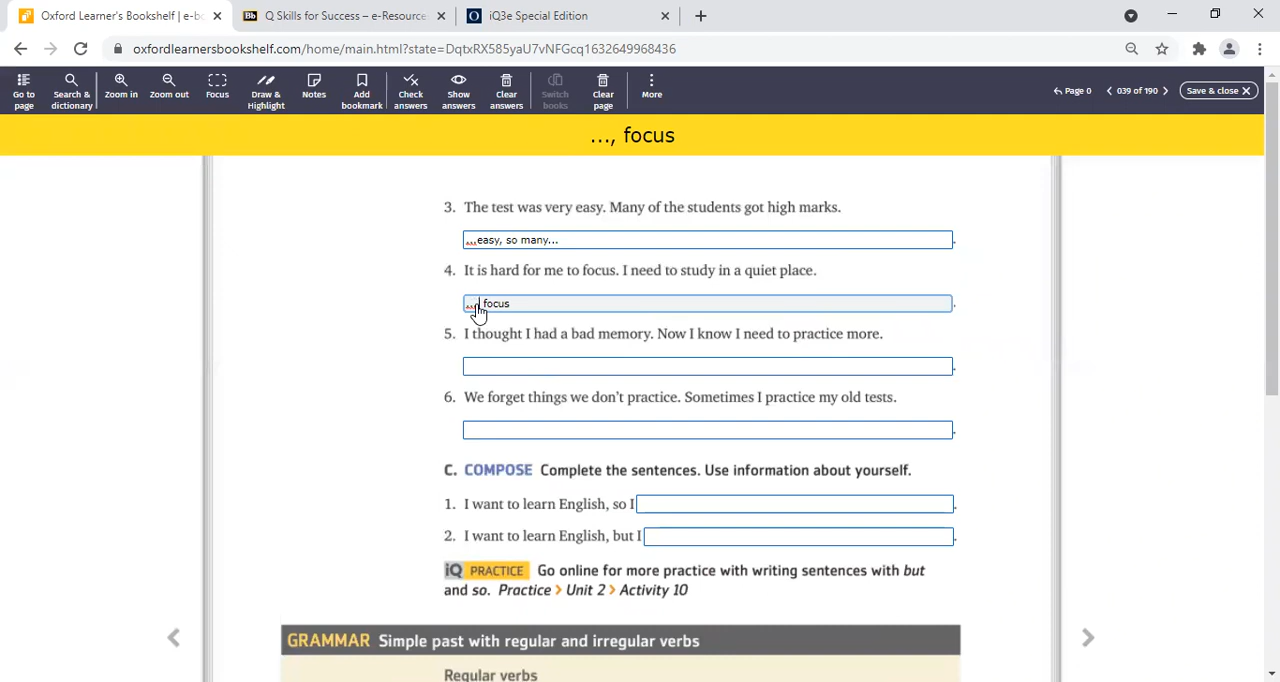 Oxford Learner's Bookshelf | e-bo
Q Skills for Success – e-Resource
iQ3e Special Edition
oxfordlearnersbookshelf.com/home/main.html?state=DqtxRX585yaU7vNFGcq1632649968436
Go to page
Search & dictionary
Zoom in
Zoom out
Focus
Draw & Highlight
Notes
Add bookmark
Check answers
Show answers
Clear answers
Switch books
Clear page
More
Page 0
039 of 190
Save & close
..., focus
3. The test was very easy. Many of the students got high marks.
...easy, so many...
4. It is hard for me to focus. I need to study in a quiet place.
..., focus
5. I thought I had a bad memory. Now I know I need to practice more.
6. We forget things we don't practice. Sometimes I practice my old tests.
C. COMPOSE Complete the sentences. Use information about yourself.
1. I want to learn English, so I
2. I want to learn English, but I
iQ PRACTICE Go online for more practice with writing sentences with but
and so. Practice > Unit 2 > Activity 10
GRAMMAR Simple past with regular and irregular verbs
Regular verbs